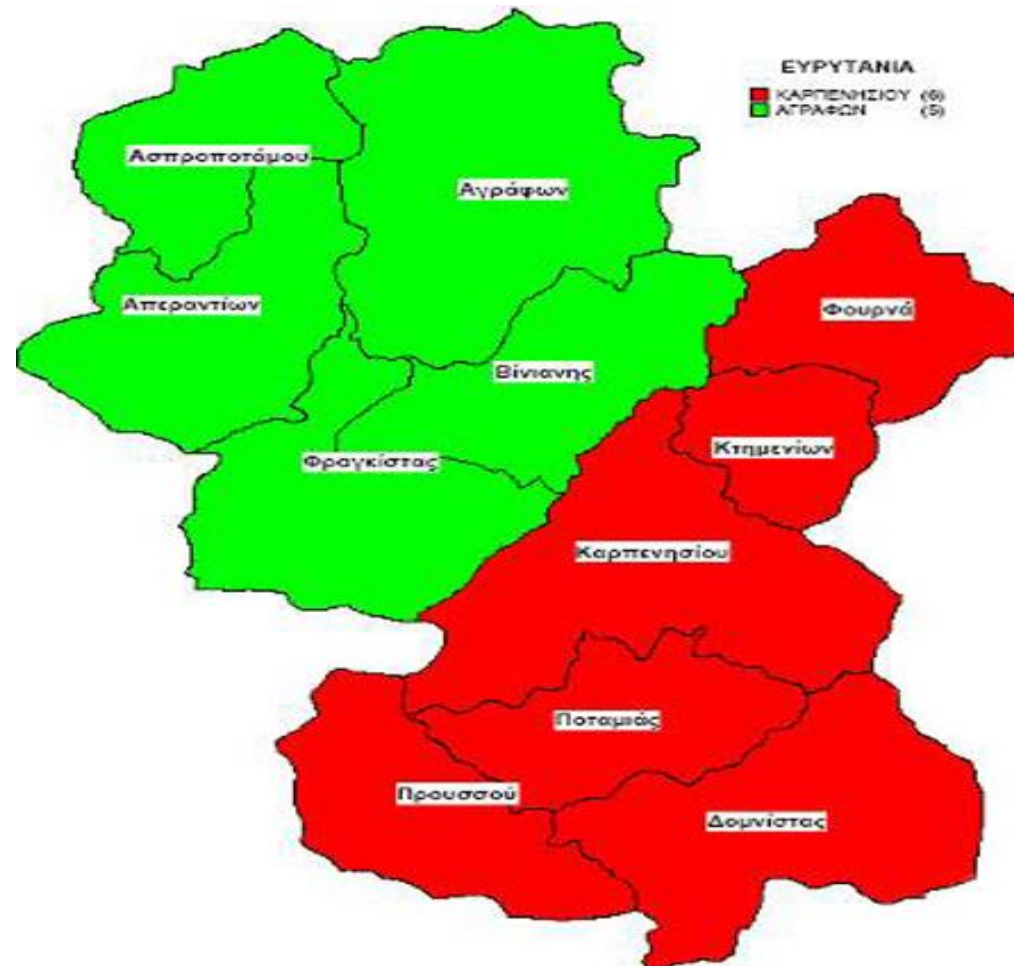 ΕΥΡΥΤΑΝΙΑ
ΚΑΡΠΕΝΗΣΙΟΥ (6)
ΑΓΡΑΦΩΝ (5)
Ασπροποτάμου
Αγράφων
Απεραντίων
Φουρνά
Βίνιανης
Κτημενίων
Φραγκίστας
Καρπενησίου
Ποταμιάς
Προυσσού
Δομνίστας